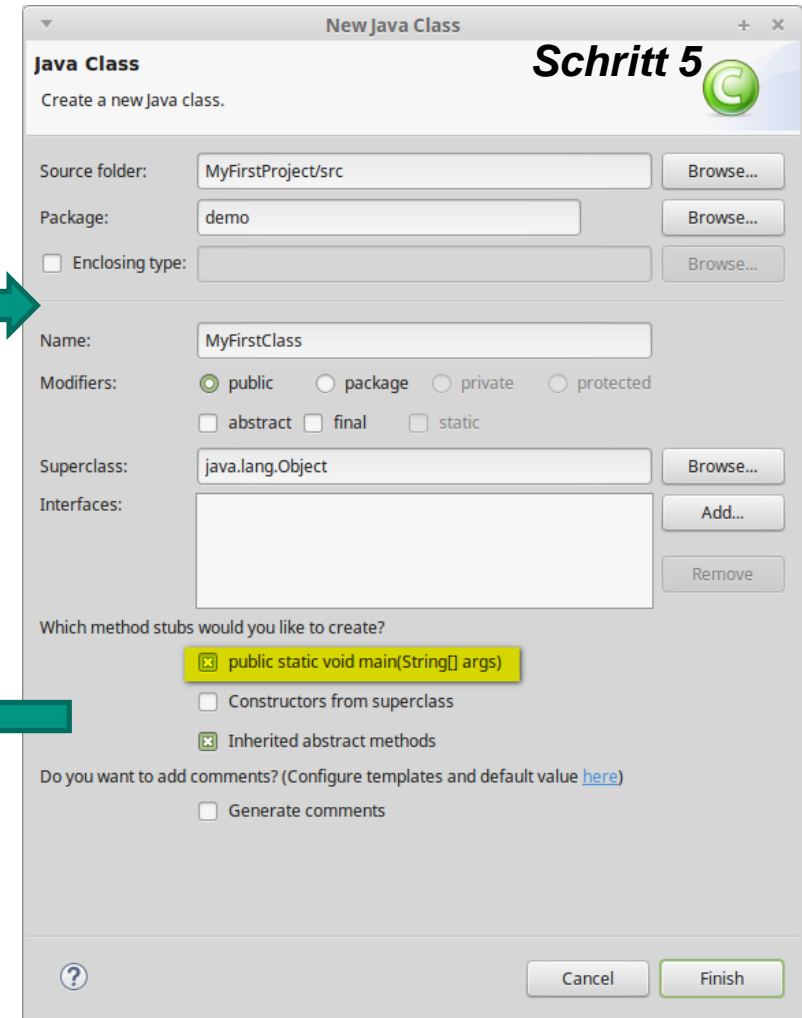 New Java Class
Java Class
Schritt 5
Create a new Java class.
Source folder: MyFirstProject/src Browse...
Package: demo Browse...
Enclosing type: Browse...
Name: MyFirstClass
Modifiers: public package private protected
abstract final static
Superclass: java.lang.Object Browse...
Interfaces: Add...
Remove
Which method stubs would you like to create?
public static void main(String[] args)
Constructors from superclass
Inherited abstract methods
Do you want to add comments? (Configure templates and default value here)
Generate comments
? Cancel Finish